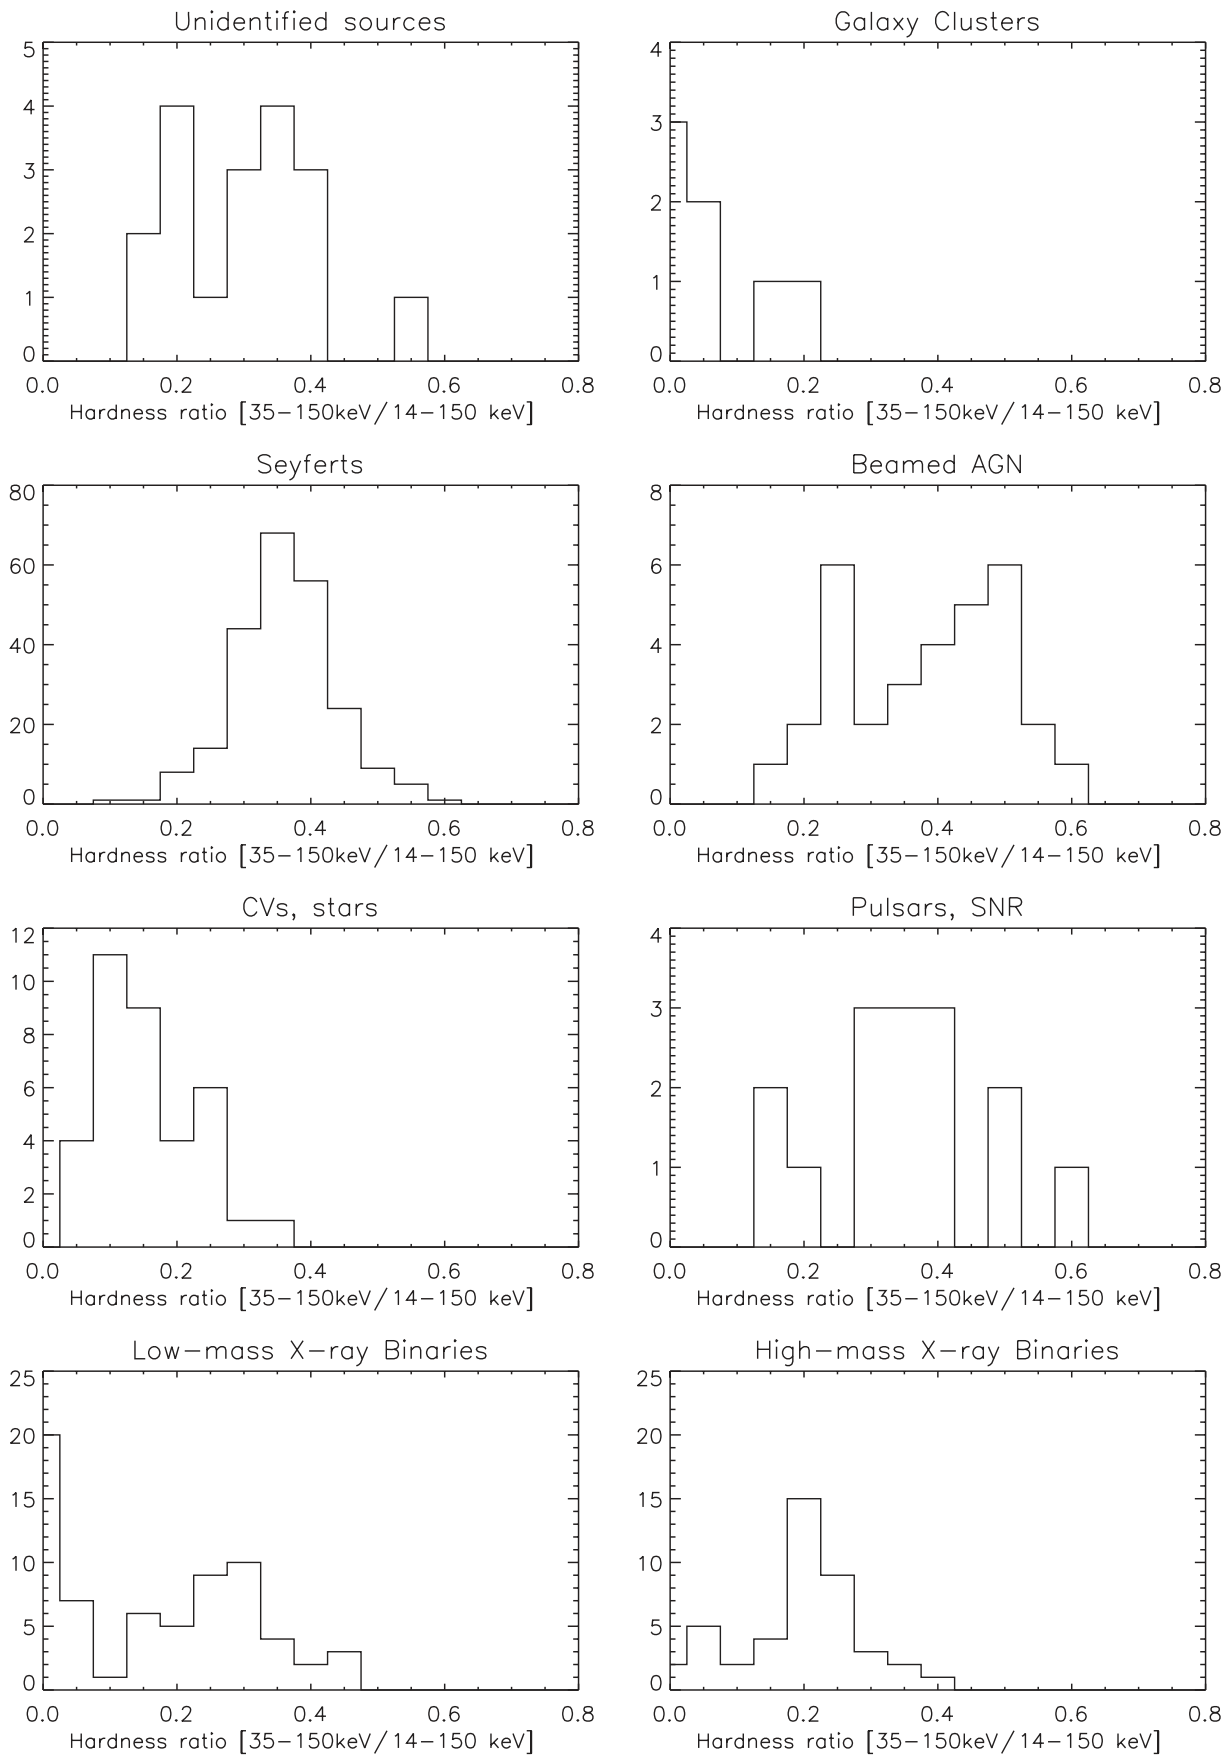 Unidentified sources
5
4
3
2
1
0
0.0 0.2 0.4 0.6 0.8
Hardness ratio [35-150keV/14-150 keV]
Galaxy Clusters
4
3
2
1
0
0.0 0.2 0.4 0.6 0.8
Hardness ratio [35-150keV/14-150 keV]
Seyferts
80
60
40
20
0
0.0 0.2 0.4 0.6 0.8
Hardness ratio [35-150keV/14-150 keV]
Beamed AGN
8
6
4
2
0
0.0 0.2 0.4 0.6 0.8
Hardness ratio [35-150keV/14-150 keV]
CVs, stars
12
10
8
6
4
2
0
0.0 0.2 0.4 0.6 0.8
Hardness ratio [35-150keV/14-150 keV]
Pulsars, SNR
4
3
2
1
0
0.0 0.2 0.4 0.6 0.8
Hardness ratio [35-150keV/14-150 keV]
Low-mass X-ray Binaries
25
20
15
10
5
0
0.0 0.2 0.4 0.6 0.8
Hardness ratio [35-150keV/14-150 keV]
High-mass X-ray Binaries
25
20
15
10
5
0
0.0 0.2 0.4 0.6 0.8
Hardness ratio [35-150keV/14-150 keV]